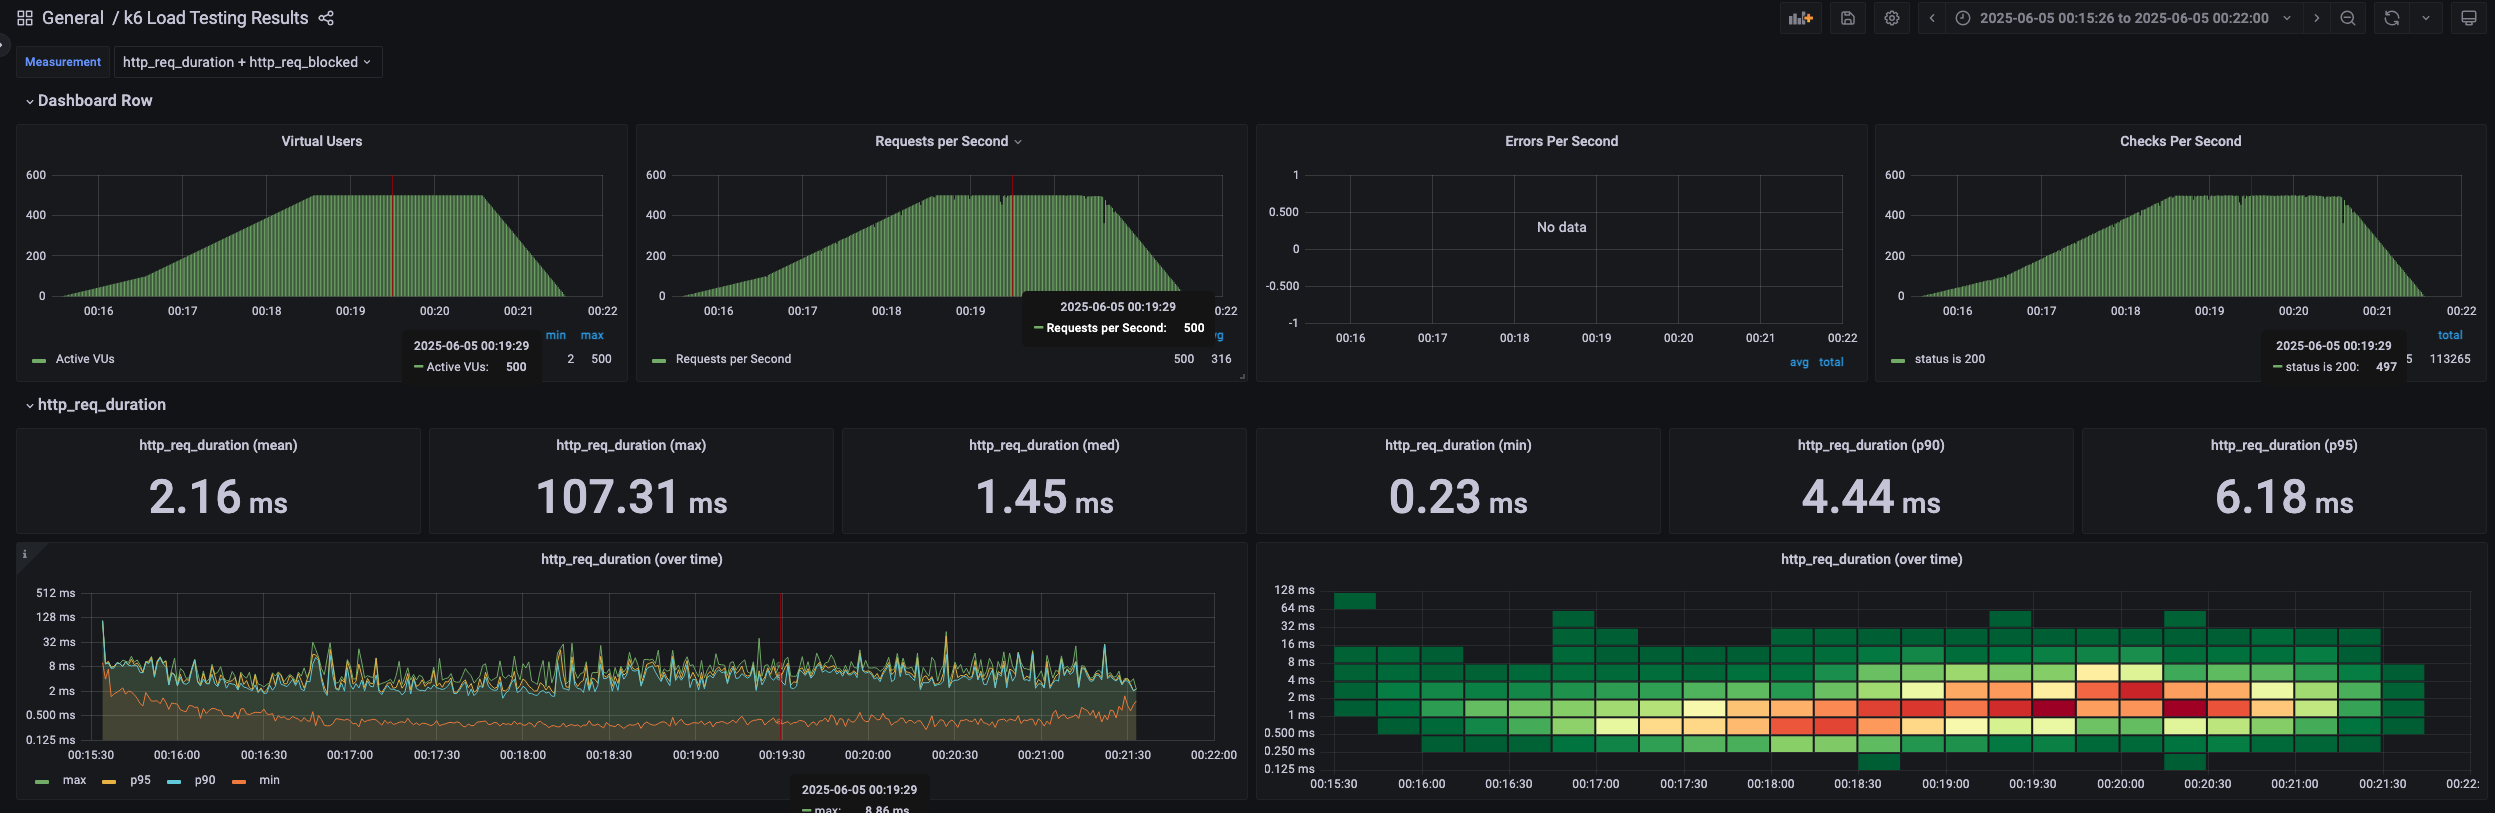 General / k6 Load Testing Results
2025-06-05 00:15:26 to 2025-06-05 00:22:00
Measurement http_req_duration + http_req_blocked
Dashboard Row
Virtual Users
600
400
200
0
00:16 00:17 00:18 00:19 00:20 00:21 00:22
min max
Active VUs 2 500
2025-06-05 00:19:29
Active VUs: 500
Requests per Second
600
400
200
0
00:16 00:17 00:18 00:19 0:22
2025-06-05 00:19:29
Requests per Second: 500
vg
Requests per Second 500 316
Errors Per Second
1
0.500
0
-0.500
-1
No data
00:16 00:17 00:18 00:19 00:20 00:21 00:22
avg total
Checks Per Second
600
400
200
0
00:16 00:17 00:18 00:19 00:20 00:21 00:22
total
status is 200 5 113265
2025-06-05 00:19:29
status is 200: 497
http_req_duration
http_req_duration (mean)
2.16 ms
http_req_duration (max)
107.31 ms
http_req_duration (med)
1.45 ms
http_req_duration (min)
0.23 ms
http_req_duration (p90)
4.44 ms
http_req_duration (p95)
6.18 ms
i
http_req_duration (over time)
512 ms
128 ms
32 ms
8 ms
2 ms
0.500 ms
0.125 ms
00:15:30 00:16:00 00:16:30 00:17:00 00:17:30 00:18:00 00:18:30 00:19:00 00:19:30 00:20:00 00:20:30 00:21:00 00:21:30 00:22:00
max p95 p90 min
2025-06-05 00:19:29
max: 8.86 ms
http_req_duration (over time)
128 ms
64 ms
32 ms
16 ms
8 ms
4 ms
2 ms
1 ms
0.500 ms
0.250 ms
0.125 ms
00:15:30 00:16:00 00:16:30 00:17:00 00:17:30 00:18:00 00:18:30 00:19:00 00:19:30 00:20:00 00:20:30 00:21:00 00:21:30 00:22: